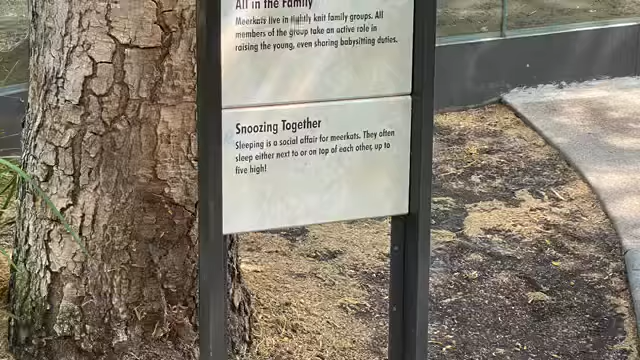 All in the Family
Meerkats live in tightly knit family groups. All
members of the group take an active role in
raising the young, even sharing babysitting duties.
Snoozing Together
Sleeping is a social affair for meerkats. They often
sleep either next to or on top of each other, up to
five high!